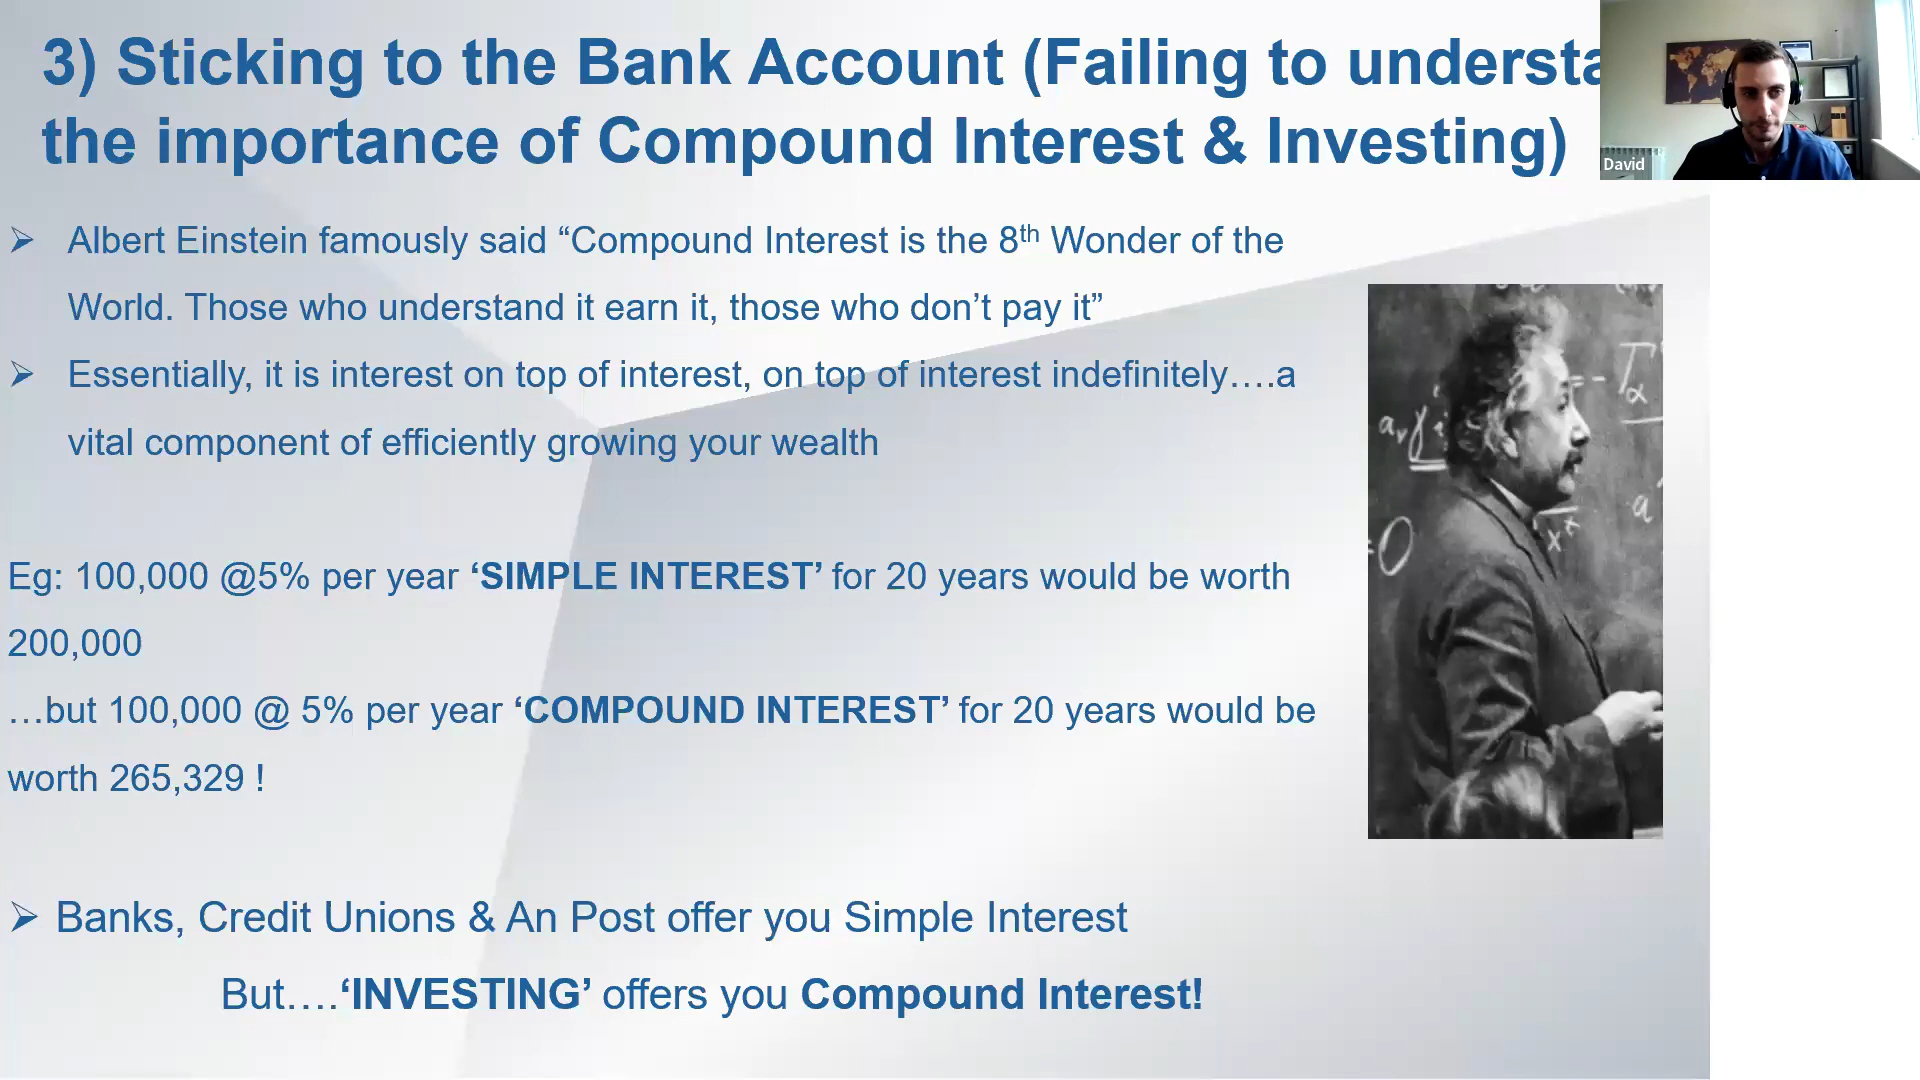 3) Sticking to the Bank Account (Failing to understa
the importance of Compound Interest & Investing)
David
➢ Albert Einstein famously said “Compound Interest is the 8th Wonder of the
World. Those who understand it earn it, those who don’t pay it”
➢ Essentially, it is interest on top of interest, on top of interest indefinitely….a
vital component of efficiently growing your wealth
Eg: 100,000 @5% per year ‘SIMPLE INTEREST’ for 20 years would be worth
200,000
…but 100,000 @ 5% per year ‘COMPOUND INTEREST’ for 20 years would be
worth 265,329 !
➢ Banks, Credit Unions & An Post offer you Simple Interest
But….‘INVESTING’ offers you Compound Interest!